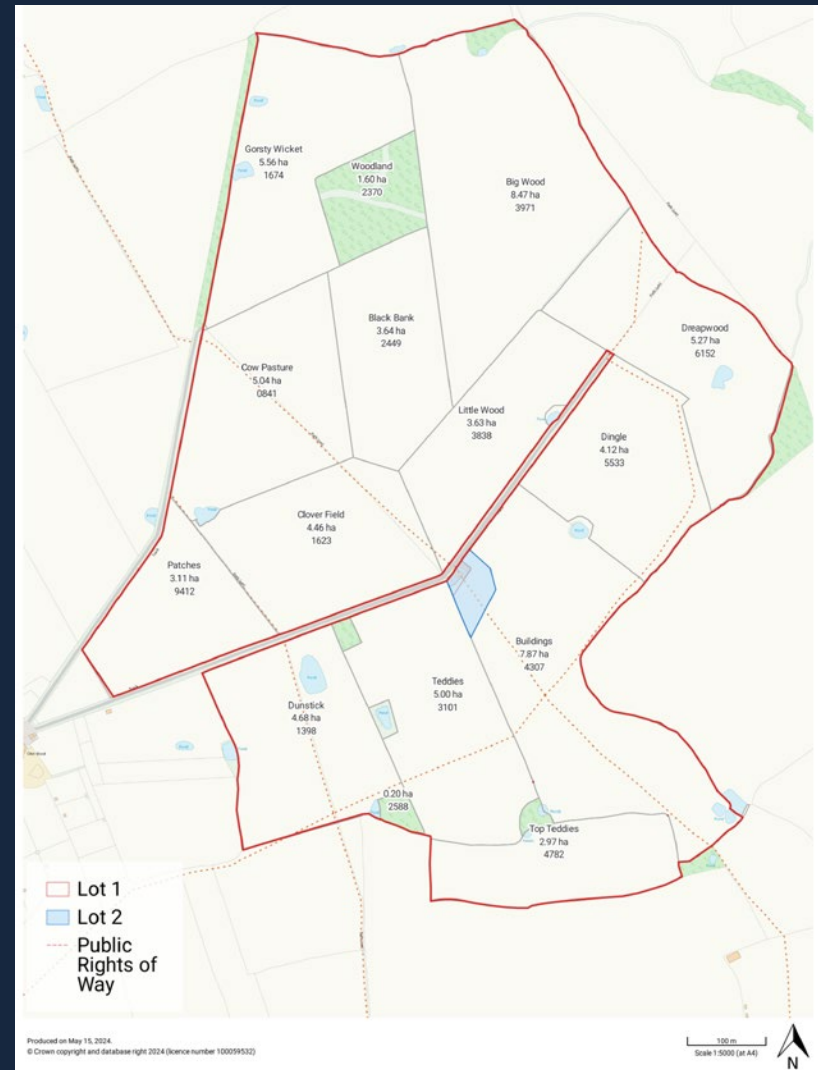 Gorsty Wicket
5.56 ha
1674
Woodland
1.60 ha
2370
Big Wood
8.47 ha
3971
Black Bank
3.64 ha
2449
Dreapwood
5.27 ha
6152
Cow Pasture
5.04 ha
0841
Little Wood
3.63 ha
3838
Dingle
4.12 ha
5533
Clover Field
4.46 ha
1623
Patches
3.11 ha
9412
Buildings
7.87 ha
4307
Teddies
5.00 ha
3101
Dunstick
4.68 ha
1398
0.20 ha
2588
Top Teddies
2.97 ha
4782
Lot 1
Lot 2
Public
Rights of
Way
Produced on May 15, 2024.
© Crown copyright and database right 2024 (licence number 100059532)
100 m
Scale 1:5000 (at A4)
N